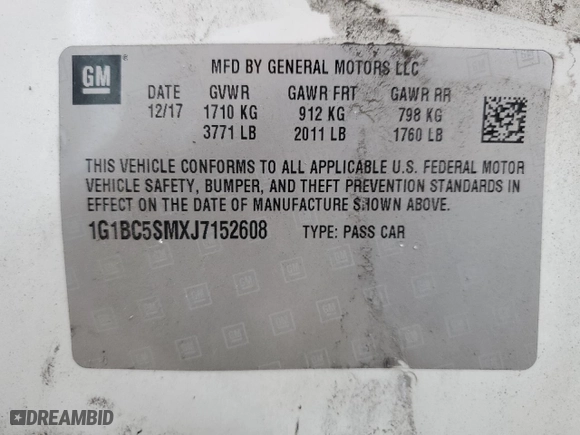 GM
MFD BY GENERAL MOTORS LLC
DATE GVWR GAWR FRT GAWR RR
12/17 1710 KG 912 KG 798 KG
3771 LB 2011 LB 1760 LB
THIS VEHICLE CONFORMS TO ALL APPLICABLE U.S. FEDERAL MOTOR
VEHICLE SAFETY, BUMPER, AND THEFT PREVENTION STANDARDS IN
EFFECT ON THE DATE OF MANUFACTURE SHOWN ABOVE.
1G1BC5SMXJ7152608 TYPE: PASS CAR
DREAMBID